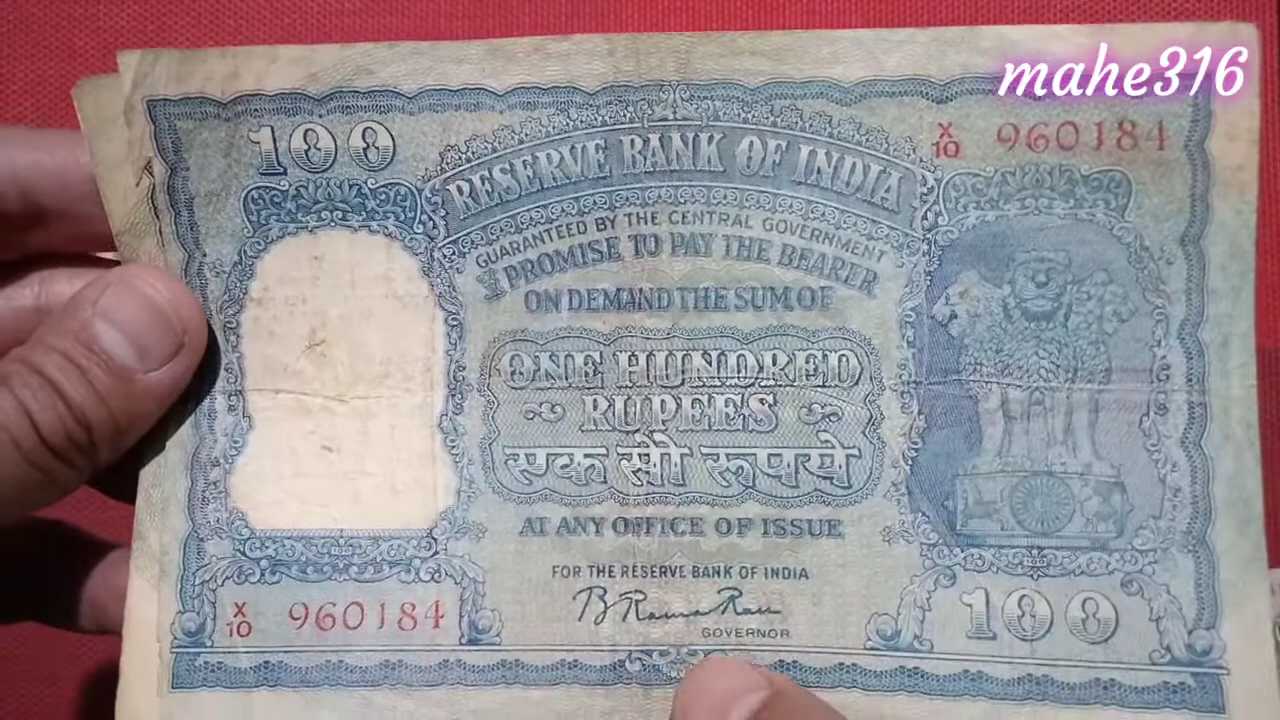 mahe316
100
X
10 960184
RESERVE BANK OF INDIA
GUARANTEED BY THE CENTRAL GOVERNMENT
I PROMISE TO PAY THE BEARER
ON DEMAND THE SUM OF
ONE HUNDRED
RUPEES
एक सौ रूपये
AT ANY OFFICE OF ISSUE
FOR THE RESERVE BANK OF INDIA
B Rama Rau
GOVERNOR
X
10 960184
100